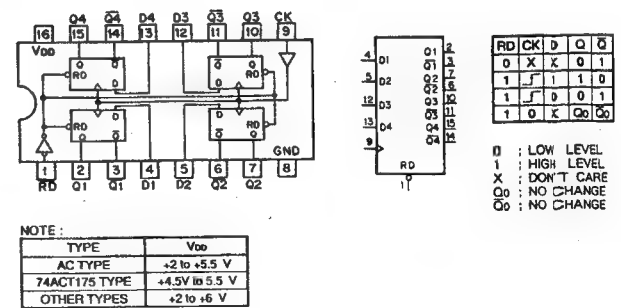 Q4 Q̅4̅ D4 D3 Q̅3̅ Q3 CK
16 15 14 13 12 11 10 9
VDD Q Q̅ Q̅ Q
RD D D RD
RD D D RD
Q Q̅ Q̅ Q GND
1 2 3 4 5 6 7 8
R̅D̅ Q1 Q̅1̅ D1 D2 Q̅2̅ Q2
4 D1 Q1 2
Q̅1̅ 3
5 D2 Q2 7
Q̅2̅ 6
12 D3 Q3 10
Q̅3̅ 11
13 D4 Q4 15
Q̅4̅ 14
9
RD
1
RD CK D Q Q̅
0 X X 0 1
1 1 1 0
1 D 0 1
1 0 X Q0 Q̅0
0 : LOW LEVEL
1 : HIGH LEVEL
X : DON'T CARE
Q0 : NO CHANGE
Q̅0 : NO CHANGE
NOTE :
TYPE VDD
AC TYPE +2 to +5.5 V
74ACT175 TYPE +4.5V to 5.5 V
OTHER TYPES +2 to +6 V